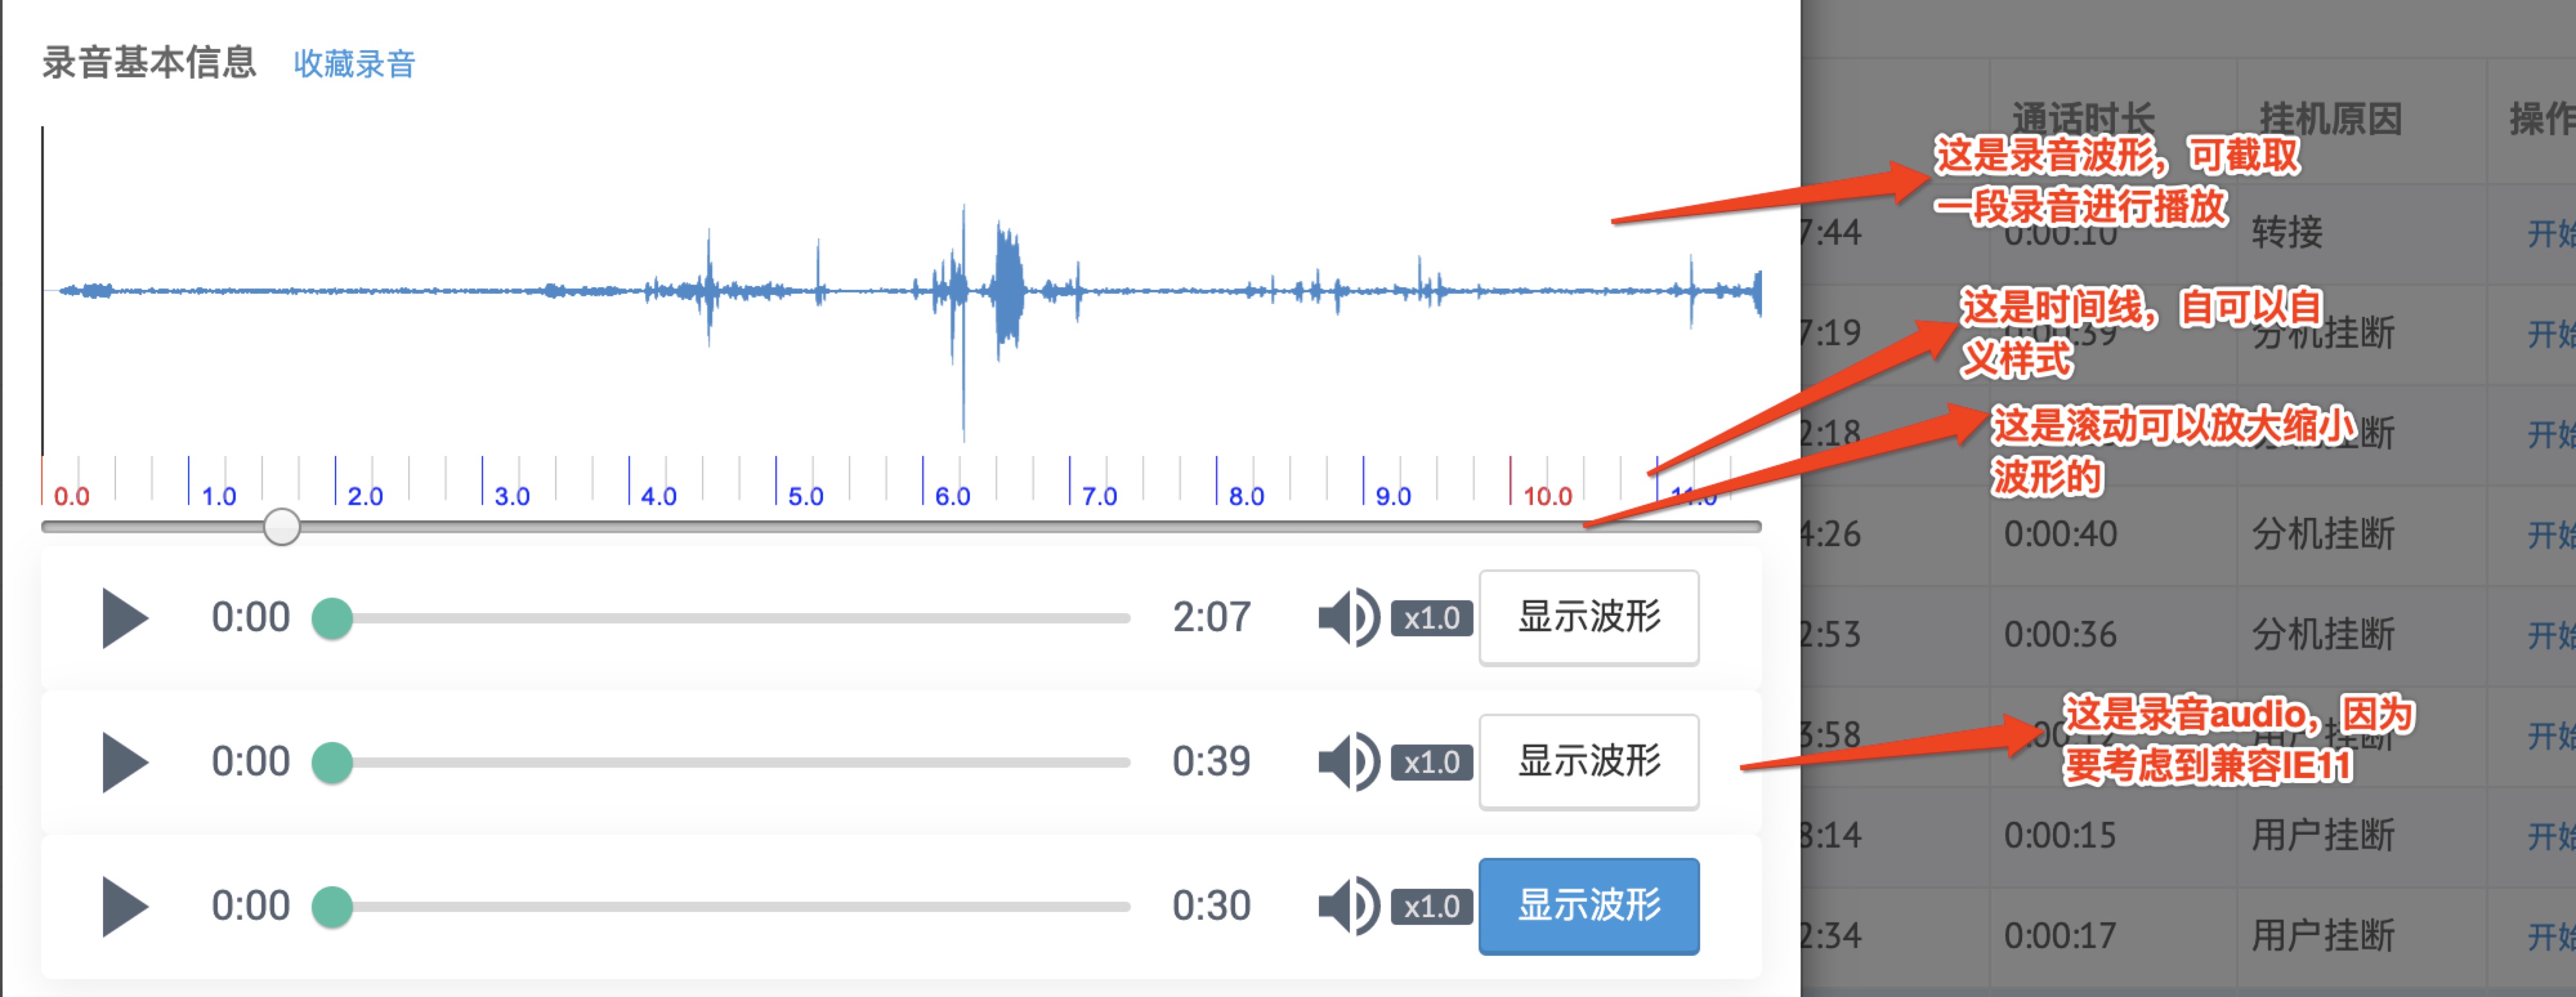 录音基本信息 收藏录音
通话时长 挂机原因 操作
这是录音波形，可截取
一段录音进行播放
7:44 0:00:10 转接 开始
这是时间线，自可以自
义样式
7:19 0:00:39 分机挂断 开始
这是滚动可以放大缩小
波形的
2:18 挂断 开始
0.0 1.0 2.0 3.0 4.0 5.0 6.0 7.0 8.0 9.0 10.0 11.0
4:26 0:00:40 分机挂断 开始
0:00 2:07 x1.0 显示波形
2:53 0:00:36 分机挂断 开始
这是录音audio，因为
要考虑到兼容IE11
3:58 0:00:12 用户挂断 开始
0:00 0:39 x1.0 显示波形
8:14 0:00:15 用户挂断 开始
0:00 0:30 x1.0 显示波形
2:34 0:00:17 用户挂断 开始